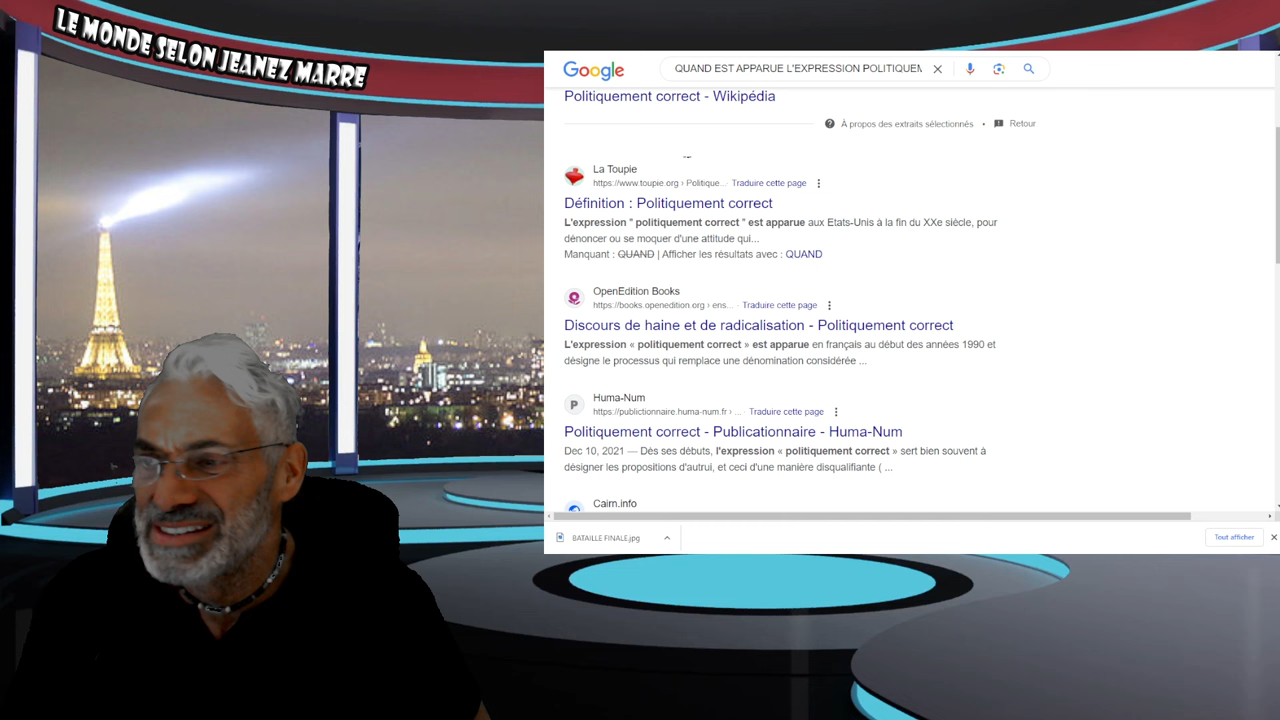 LE MONDE SELON JEANEZ MARRE
Google
QUAND EST APPARUE L'EXPRESSION POLITIQUEM
Politiquement correct - Wikipédia
À propos des extraits sélectionnés • Retour
La Toupie
https://www.toupie.org › Politique... · Traduire cette page
Définition : Politiquement correct
L'expression " politiquement correct " est apparue aux Etats-Unis à la fin du XXe siècle, pour
dénoncer ou se moquer d'une attitude qui...
Manquant : QUAND | Afficher les résultats avec : QUAND
OpenEdition Books
https://books.openedition.org › ens... · Traduire cette page
Discours de haine et de radicalisation - Politiquement correct
L'expression « politiquement correct » est apparue en français au début des années 1990 et
désigne le processus qui remplace une dénomination considérée ...
P
Huma-Num
https://publictionnaire.huma-num.fr › ... · Traduire cette page
Politiquement correct - Publicationnaire - Huma-Num
Dec 10, 2021 — Dès ses débuts, l'expression « politiquement correct » sert bien souvent à
désigner les propositions d'autrui, et ceci d'une manière disqualifiante ( ...
Cairn.info
BATAILLE FINALE.jpg
Tout afficher